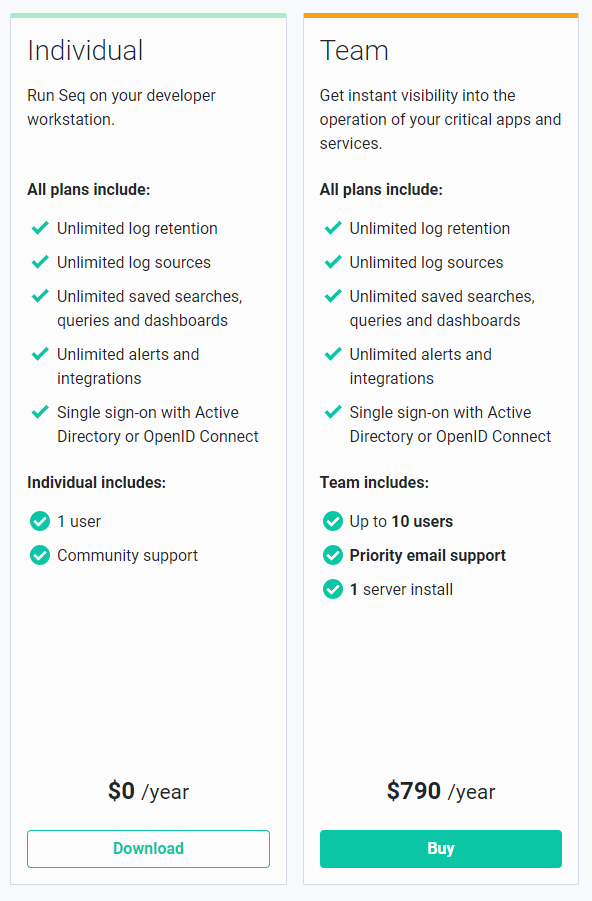 Individual
Run Seq on your developer
workstation.
All plans include:
Unlimited log retention
Unlimited log sources
Unlimited saved searches,
queries and dashboards
Unlimited alerts and
integrations
Single sign-on with Active
Directory or OpenID Connect
Individual includes:
1 user
Community support
$0 /year
Download
Team
Get instant visibility into the
operation of your critical apps and
services.
All plans include:
Unlimited log retention
Unlimited log sources
Unlimited saved searches,
queries and dashboards
Unlimited alerts and
integrations
Single sign-on with Active
Directory or OpenID Connect
Team includes:
Up to 10 users
Priority email support
1 server install
$790 /year
Buy